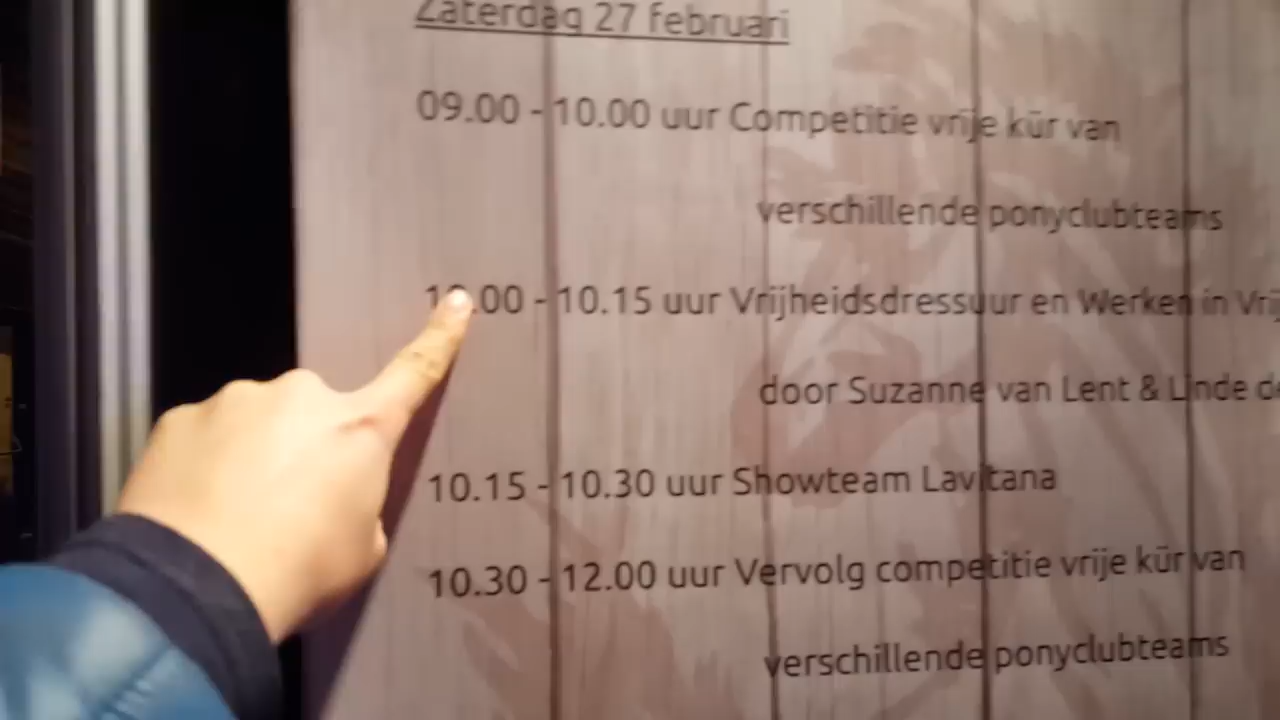 Zaterdag 27 februari
09.00 - 10.00 uur Competitie vrije kür van
verschillende ponyclubteams
10.00 - 10.15 uur Vrijheidsdressuur en Werken in
door Suzanne van Lent & Linde
10.15 - 10.30 uur Showteam Lavitana
10.30 - 12.00 uur Vervolg competitie vrije kür van
verschillende ponyclubteams